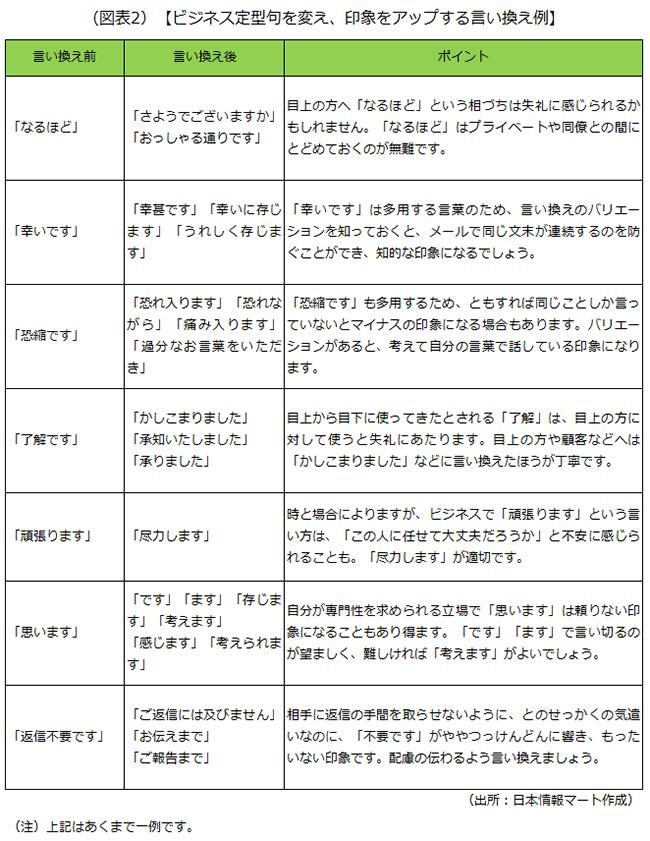 （図表2）【ビジネス定型句を変え、印象をアップする言い換え例】
言い換え前
言い換え後
ポイント
「なるほど」
「さようでございますか」
「おっしゃる通りです」
目上の方へ「なるほど」という相づちは失礼に感じられるか
もしれません。「なるほど」はプライベートや同僚との間に
とどめておくのが無難です。
「幸いです」
「幸甚です」「幸いに存じ
ます」「うれしく存じま
す」
「幸いです」は多用する言葉のため、言い換えのバリエー
ションを知っておくと、メールで同じ文末が連続するのを防
ぐことができ、知的な印象になるでしょう。
「恐縮です」
「恐れ入ります」「恐れな
がら」「痛み入ります」
「過分なお言葉をいただ
き」
「恐縮です」も多用するため、ともすれば同じことしか言っ
ていないとマイナスの印象になる場合もあります。バリエー
ションがあると、考えて自分の言葉で話している印象になり
ます。
「了解です」
「かしこまりました」
「承知いたしました」
「承りました」
目上から目下に使ってきたとされる「了解」は、目上の方に
対して使うと失礼にあたります。目上の方や顧客などへは
「かしこまりました」などに言い換えたほうが丁寧です。
「頑張ります」
「尽力します」
時と場合によりますが、ビジネスで「頑張ります」という言
い方は、「この人に任せて大丈夫だろうか」と不安に感じら
れることも。「尽力します」が適切です。
「思います」
「です」「ます」「存じま
す」「考えます」
「感じます」「考えられま
す」
自分が専門性を求められる立場で「思います」は頼りない印
象になることもあり得ます。「です」「ます」で言い切るの
が望ましく、難しければ「考えます」がよいでしょう。
「返信不要です」
「ご返信には及びません」
「お伝えまで」
「ご報告まで」
相手に返信の手間を取らせないように、とのせっかくの気遣
いなのに、「不要です」がややつっけんどんに響き、もった
いない印象です。配慮の伝わるよう言い換えましょう。
（出所：日本情報マート作成）
（注）上記はあくまで一例です。